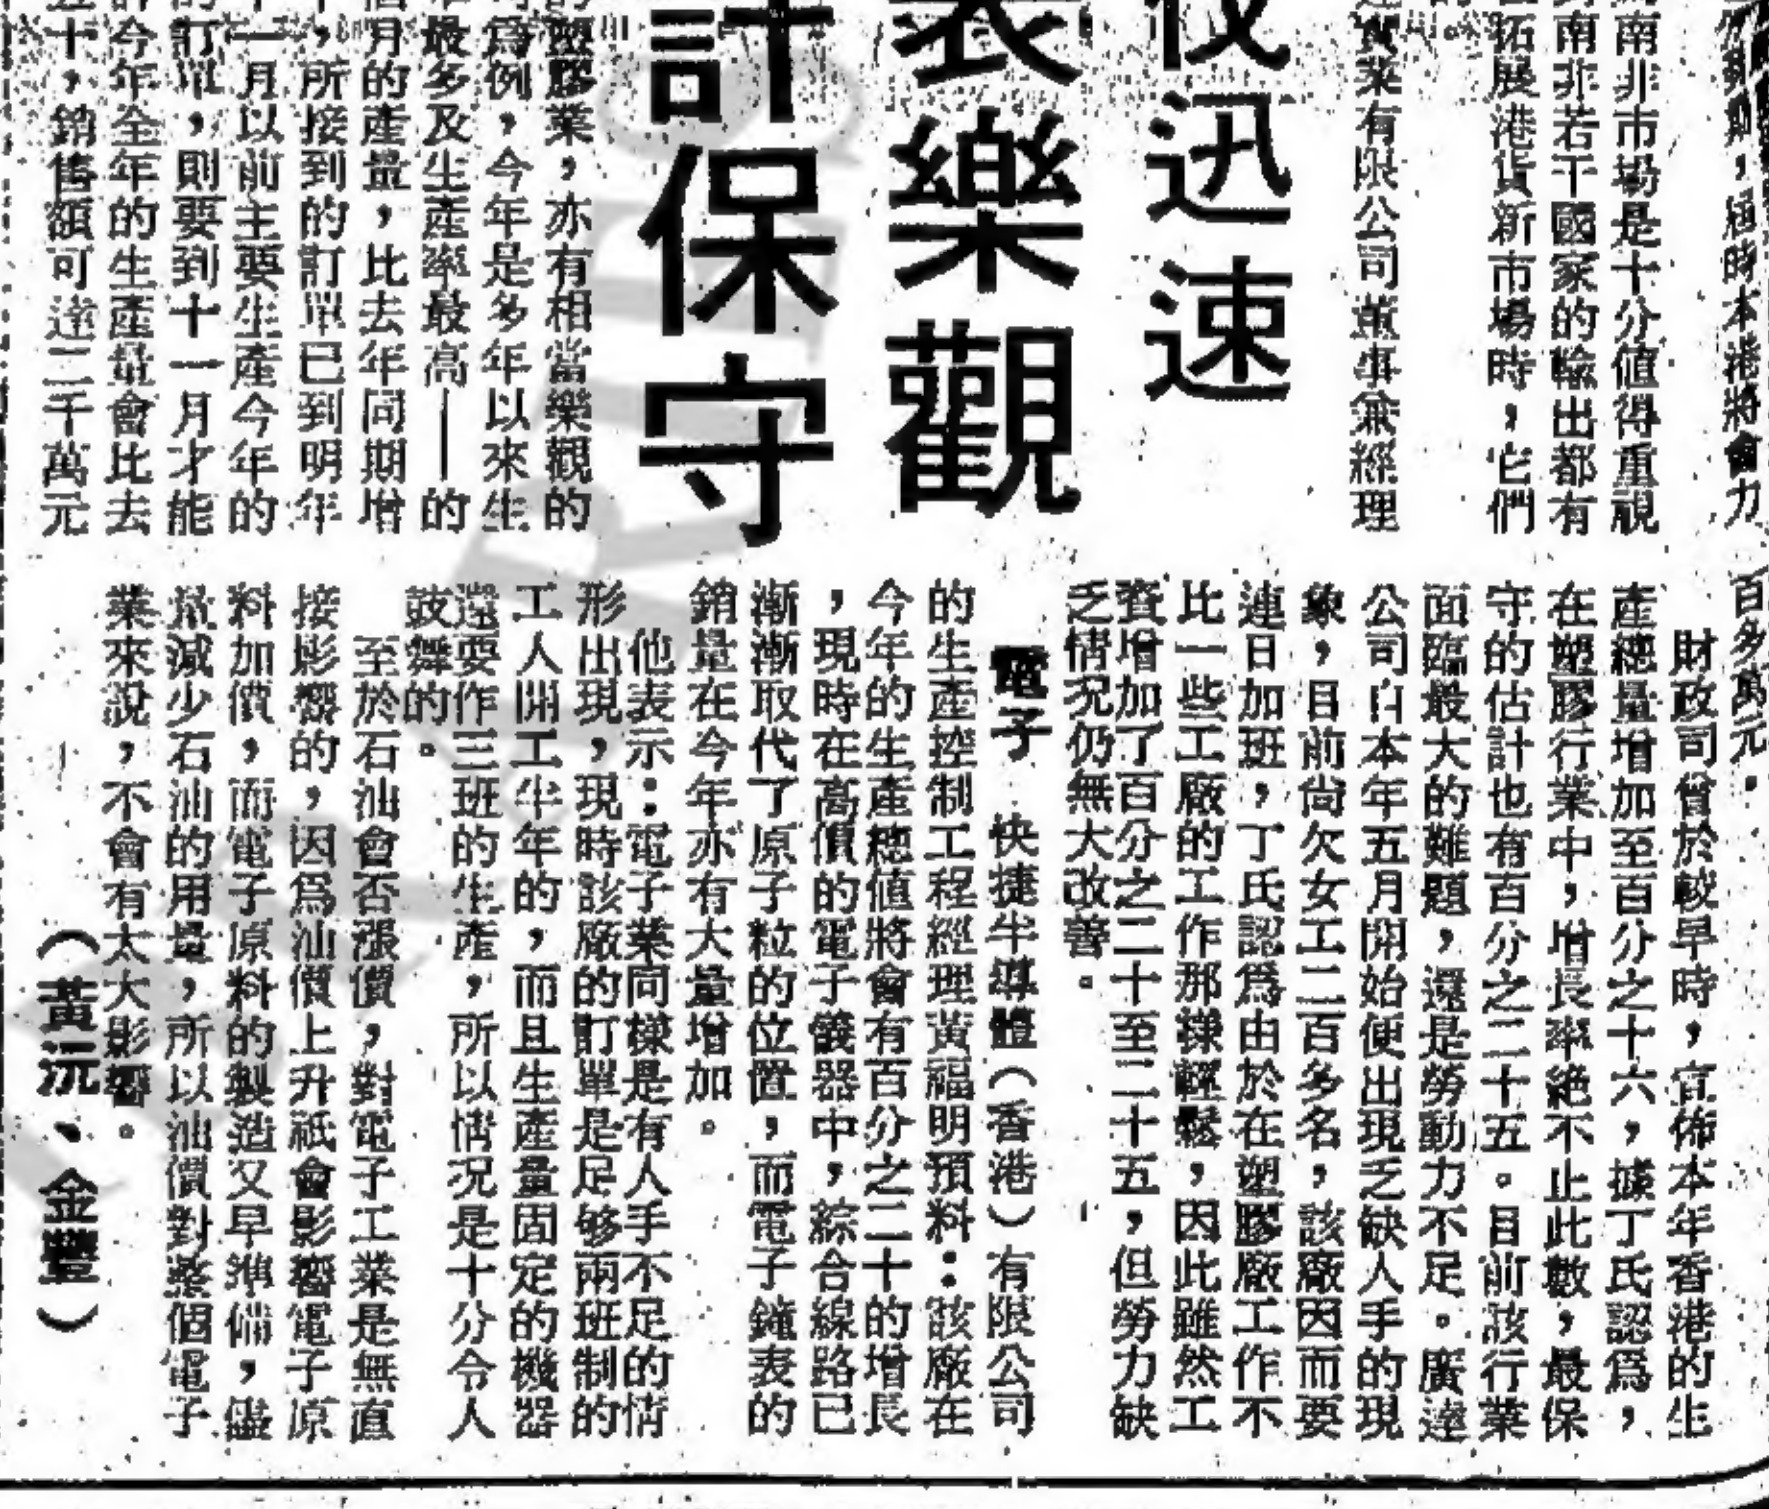 南非市場是十分值得重視
南非若干國家的輸出都有
拓展港貨新市場時，它們
實業有限公司董事兼經理
迅速
裝樂觀
計保守
塑膠業，亦有相當樂觀的
爲例，今年是多年以來生
最多及生產率最高——的
個月的產量，比去年同期增
，所接到的訂單已到明年
十一月以前主要生產今年的
訂單，則要到十一月才能
今年全年的生產量會比去
五十，銷售額可達二千萬元
百多萬元。
財政司曾於較早時，宣佈本年香港的生
產總量增加至百分之十六，據丁氏認爲，
在塑膠行業中，增長率絶不止此數，最保
守的估計也有百分之二十五。目前該行業
面臨最大的難題，還是勞動力不足。廣達
公司自本年五月開始便出現乏缺人手的現
象，目前尚欠女工二百多名，該廠因而要
連日加班，丁氏認爲由於在塑膠廠工作不
比一些工廠的工作那樣輕鬆，因此雖然工
資增加了百分之二十至二十五，但勞力缺
乏情况仍無大改善。
電子　快捷半導體（香港）有限公司
的生產控制工程經理黃福明預料：該廠在
今年的生產總值將會有百分之二十的增長
，現時在高價的電子儀器中，綜合線路已
漸漸取代了原子粒的位置，而電子鐘表的
銷量在今年亦有大量增加。
他表示：電子業同樣是有人手不足的情
形出現，現時該廠的訂單是足够兩班制的
工人開工半年的，而且生產量固定的機器
還要作三班的生產，所以情况是十分令人
鼓舞的。
至於石油會否漲價，對電子工業是無直
接影響的，因爲油價上升祇會影響電子原
料加價，而電子原料的製造又早準備，儘
量減少石油的用量，所以油價對整個電子
業來說，不會有太大影響。
（黃沅、金豐）